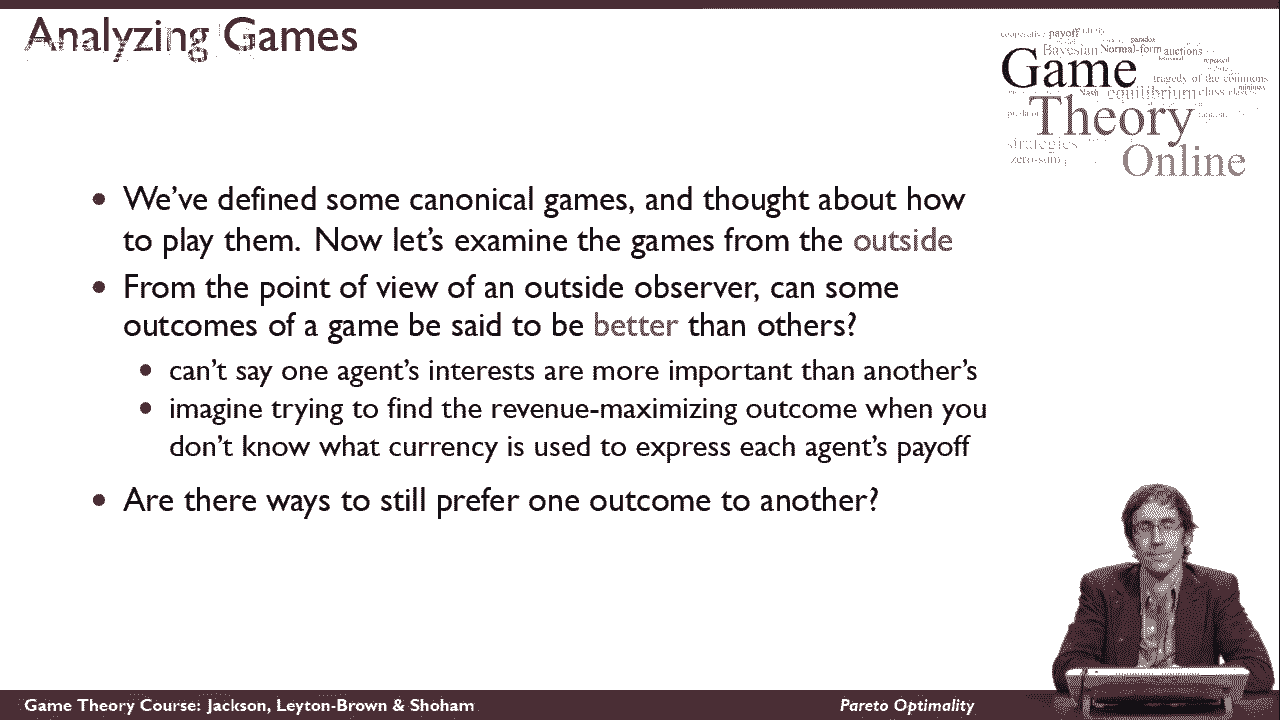 Analyzing Games
cooperative payoff
paradox
Bayesian Normal-form auctions
Game
tragedy of the commons
Nash equilibrium
Theory
strategies
zero-sum
Online
• We've defined some canonical games, and thought about how
to play them. Now let's examine the games from the outside
• From the point of view of an outside observer, can some
outcomes of a game be said to be better than others?
• can't say one agent's interests are more important than another's
• imagine trying to find the revenue-maximizing outcome when you
don't know what currency is used to express each agent's payoff
• Are there ways to still prefer one outcome to another?
Game Theory Course: Jackson, Leyton-Brown & Shoham
Pareto Optimality